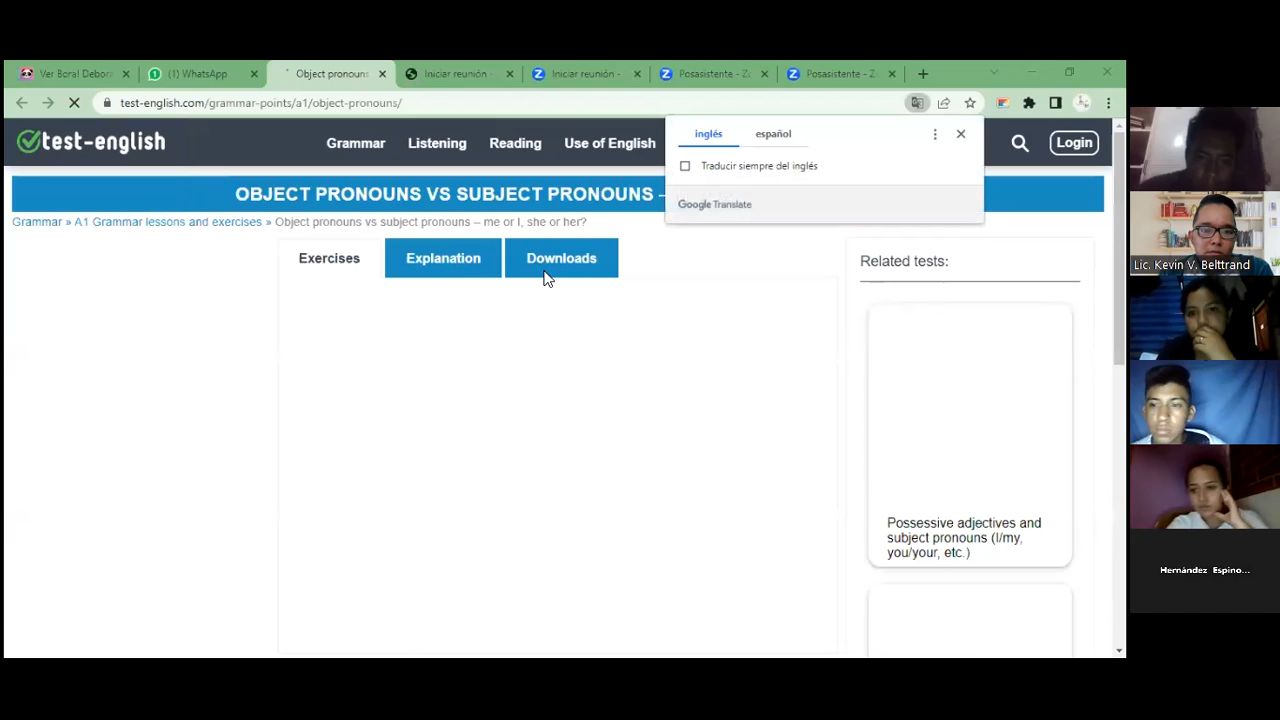 Ver Bora! Debora
(1) WhatsApp
Object pronouns
Iniciar reunión -
Iniciar reunión -
Posasistente - Zo
Posasistente - Z
test-english.com/grammar-points/a1/object-pronouns/
test-english
Grammar
Listening
Reading
Use of English
Login
inglés
español
Traducir siempre del inglés
Google Translate
OBJECT PRONOUNS VS SUBJECT PRONOUNS –
Grammar » A1 Grammar lessons and exercises » Object pronouns vs subject pronouns – me or I, she or her?
Exercises
Explanation
Downloads
Related tests:
Possessive adjectives and
subject pronouns (I/my,
you/your, etc.)
Lic. Kevin V. Belttrand
Hernández Espino...